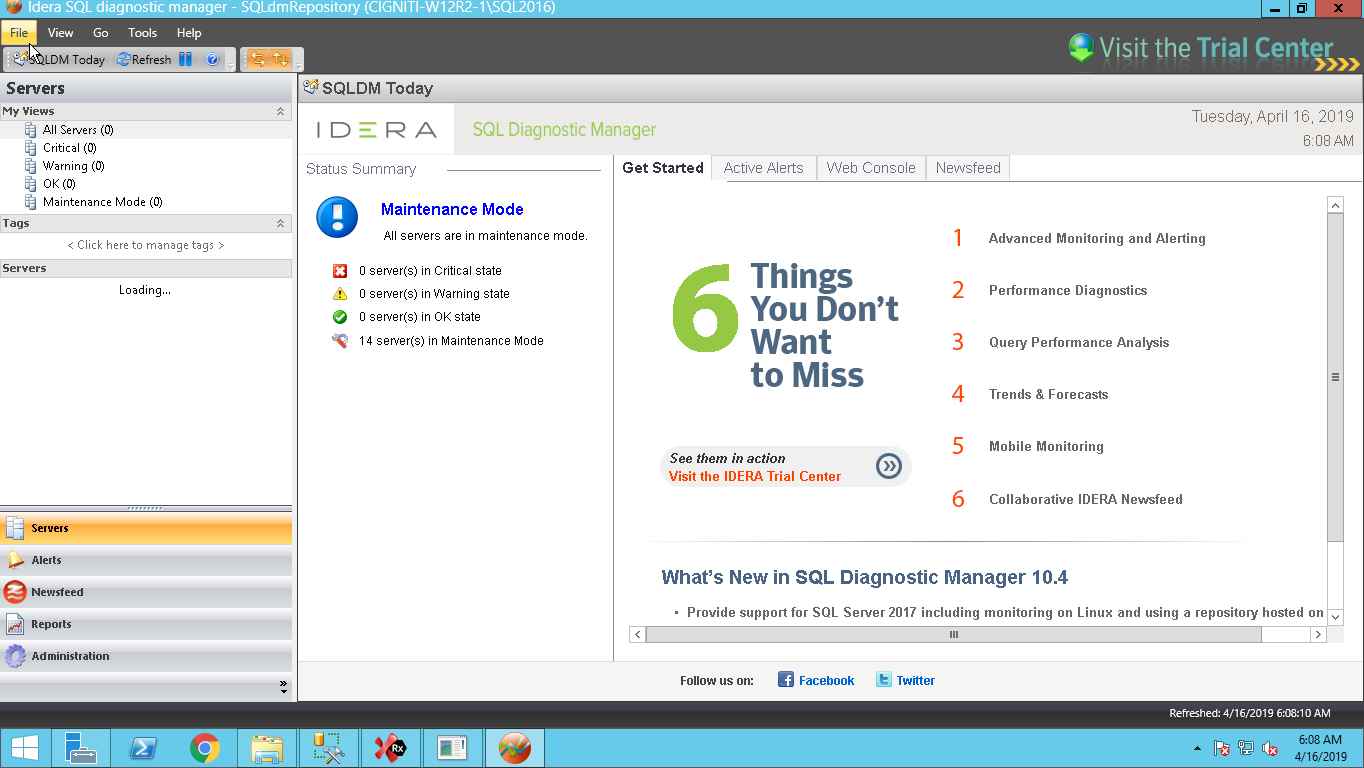 Idera SQL diagnostic manager - SQLdmRepository (CIGNITI-W12R2-1\SQL2016)
File View Go Tools Help
Visit the Trial Center
SQLDM Today Refresh
Servers
My Views
All Servers (0)
Critical (0)
Warning (0)
OK (0)
Maintenance Mode (0)
Tags
< Click here to manage tags >
Servers
Loading...
Servers
Alerts
Newsfeed
Reports
Administration
SQLDM Today
IDERA SQL Diagnostic Manager
Tuesday, April 16, 2019
6:08 AM
Status Summary
Maintenance Mode
All servers are in maintenance mode.
0 server(s) in Critical state
0 server(s) in Warning state
0 server(s) in OK state
14 server(s) in Maintenance Mode
Get Started Active Alerts Web Console Newsfeed
6 Things
You Don't
Want
to Miss
See them in action
Visit the IDERA Trial Center
1 Advanced Monitoring and Alerting
2 Performance Diagnostics
3 Query Performance Analysis
4 Trends & Forecasts
5 Mobile Monitoring
6 Collaborative IDERA Newsfeed
What's New in SQL Diagnostic Manager 10.4
• Provide support for SQL Server 2017 including monitoring on Linux and using a repository hosted on
Follow us on: Facebook Twitter
Refreshed: 4/16/2019 6:08:10 AM
Rx
6:08 AM
4/16/2019